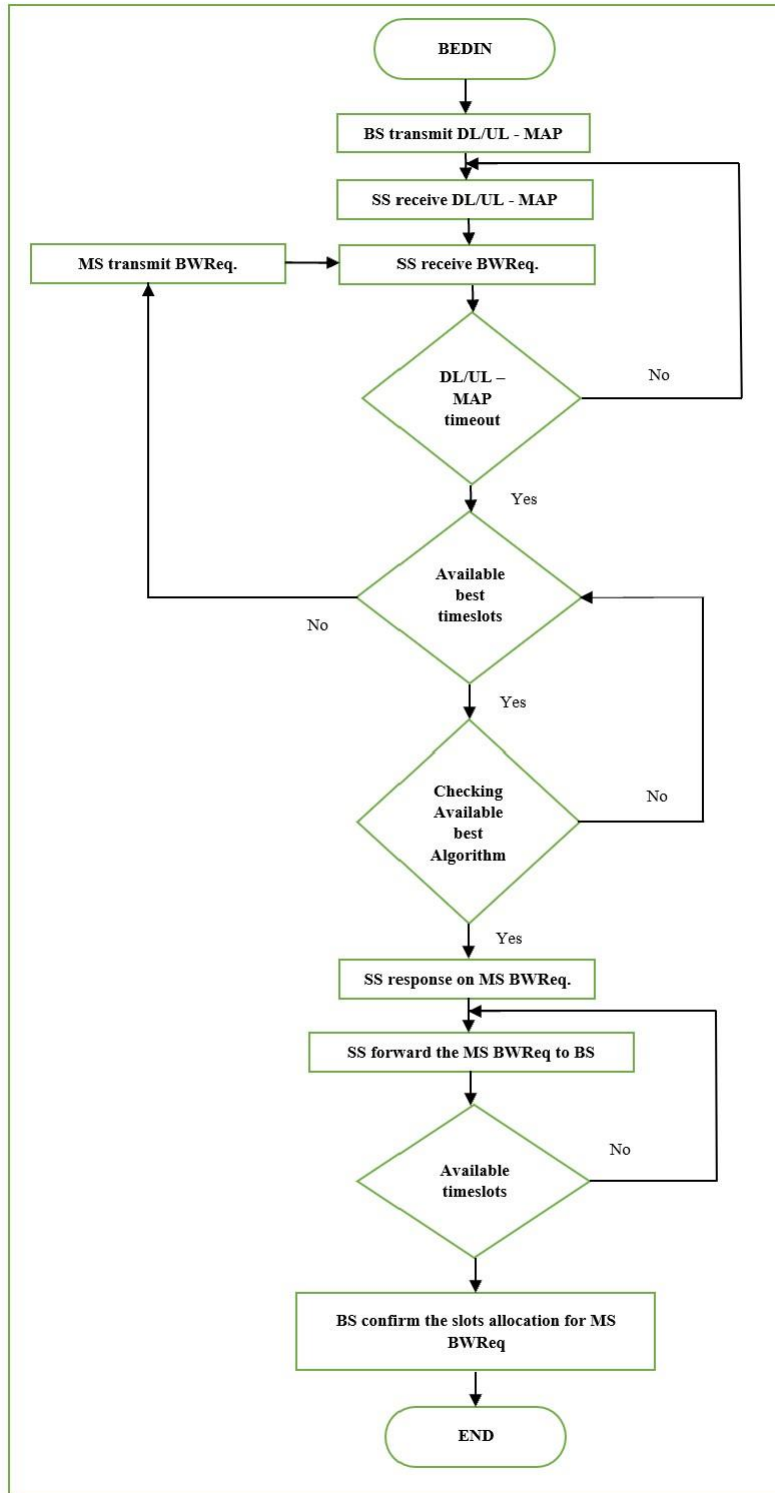 BEDIN
BS transmit DL/UL - MAP
SS receive DL/UL - MAP
MS transmit BWReq.
SS receive BWReq.
DL/UL –
MAP
timeout
No
Yes
Available
best
timeslots
No
Yes
Checking
Available
best
Algorithm
No
Yes
SS response on MS BWReq.
SS forward the MS BWReq to BS
Available
timeslots
No
BS confirm the slots allocation for MS
BWReq
END